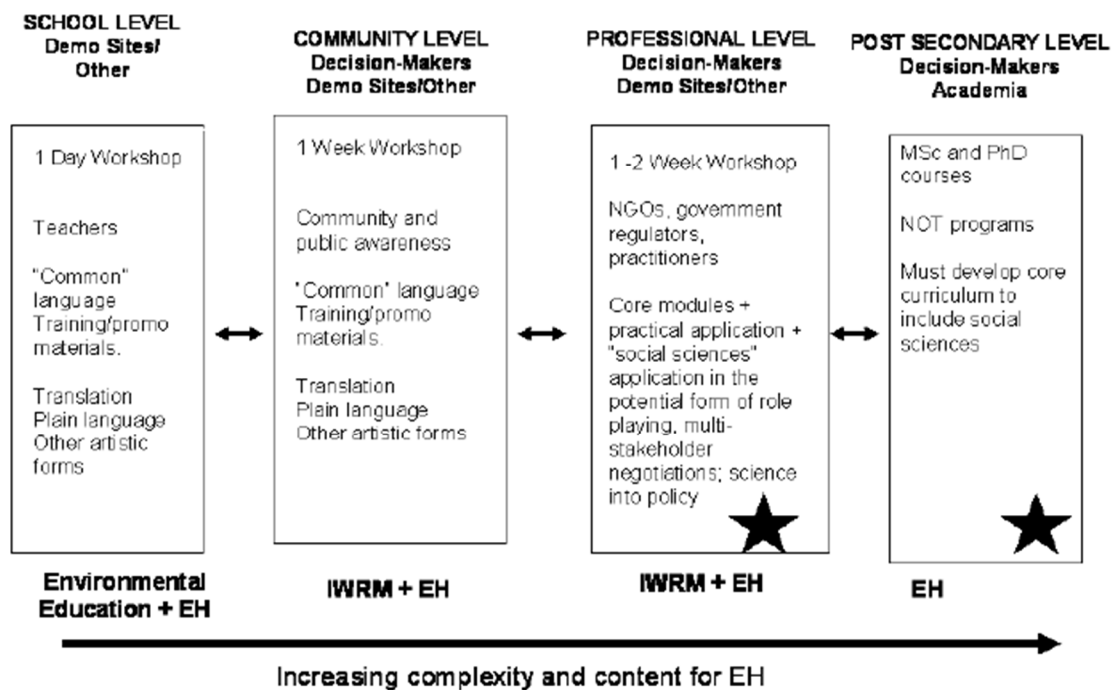 SCHOOL LEVEL
Demo Sites/
Other
1 Day Workshop
Teachers
"Common"
language
Training/promo
materials.
Translation
Plain language
Other artistic
forms
Environmental
Education + EH
COMMUNITY LEVEL
Decision-Makers
Demo Sites/Other
1 Week Workshop
Community and
public awareness
"Common" language
Training/promo
materials.
Translation
Plain language
Other artistic forms
IWRM + EH
PROFESSIONAL LEVEL
Decision-Makers
Demo Sites/Other
1 -2 Week Workshop
NGOs, government
regulators,
practitioners
Core modules +
practical application +
"social sciences"
application in the
potential form of role
playing, multi-
stakeholder
negotiations; science
into policy
IWRM + EH
POST SECONDARY LEVEL
Decision-Makers
Academia
MSc and PhD
courses
NOT programs
Must develop core
curriculum to
include social
sciences
EH
Increasing complexity and content for EH